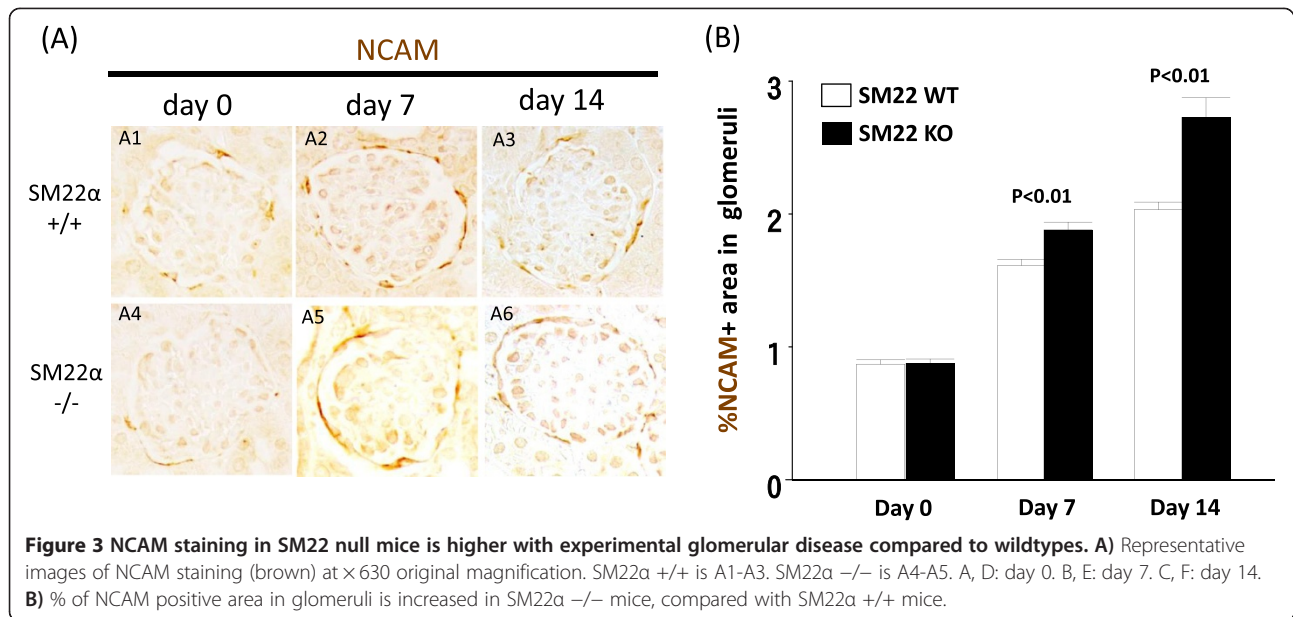 (A)
NCAM
day 0 day 7 day 14
SM22α
+/+
A1 A2 A3
SM22α
-/-
A4 A5 A6
(B)
%NCAM+ area in glomeruli
3
2
1
0
SM22 WT
SM22 KO
P<0.01
P<0.01
Day 0 Day 7 Day 14
Figure 3 NCAM staining in SM22 null mice is higher with experimental glomerular disease compared to wildtypes. A) Representative
images of NCAM staining (brown) at × 630 original magnification. SM22α +/+ is A1-A3. SM22α −/− is A4-A5. A, D: day 0. B, E: day 7. C, F: day 14.
B) % of NCAM positive area in glomeruli is increased in SM22α −/− mice, compared with SM22α +/+ mice.